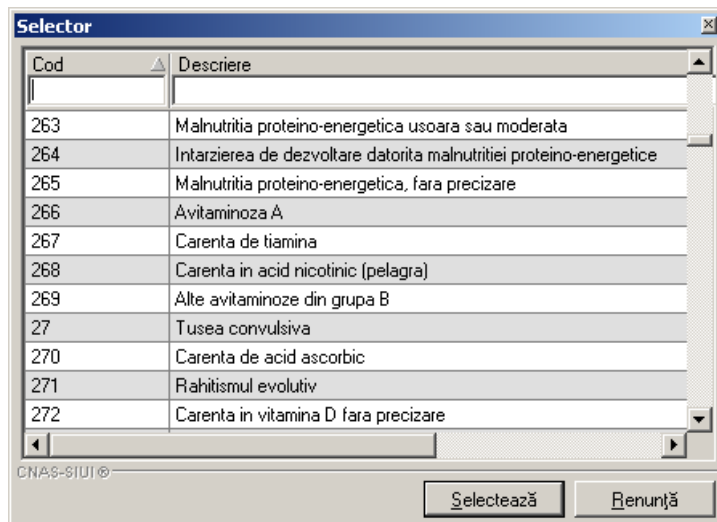 Selector
Cod Descriere
263 Malnutritia proteino-energetica usoara sau moderata
264 Intarzierea de dezvoltare datorita malnutritiei proteino-energetice
265 Malnutritia proteino-energetica, fara precizare
266 Avitaminoza A
267 Carenta de tiamina
268 Carenta in acid nicotinic (pelagra)
269 Alte avitaminoze din grupa B
27 Tusea convulsiva
270 Carenta de acid ascorbic
271 Rahitismul evolutiv
272 Carenta in vitamina D fara precizare
CNAS-SIUI ®
Selectează Renunţă